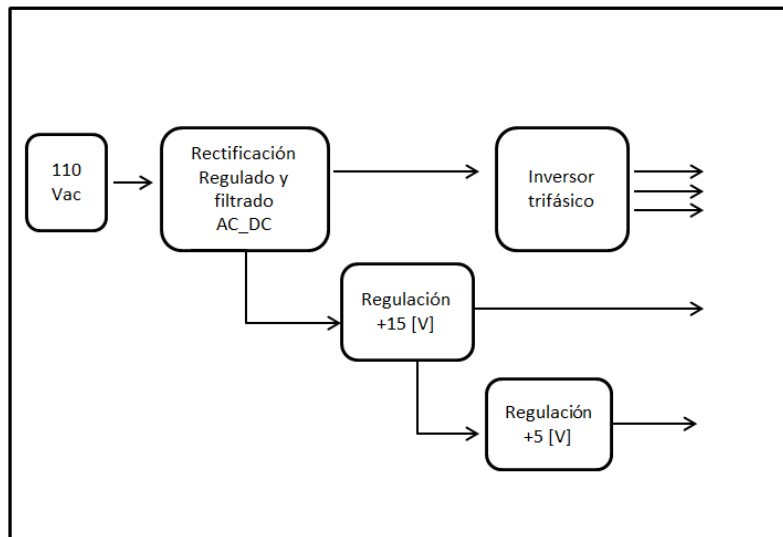 110
Vac
Rectificación
Regulado y
filtrado
AC_DC
Inversor
trifásico
Regulación
+15 [V]
Regulación
+5 [V]